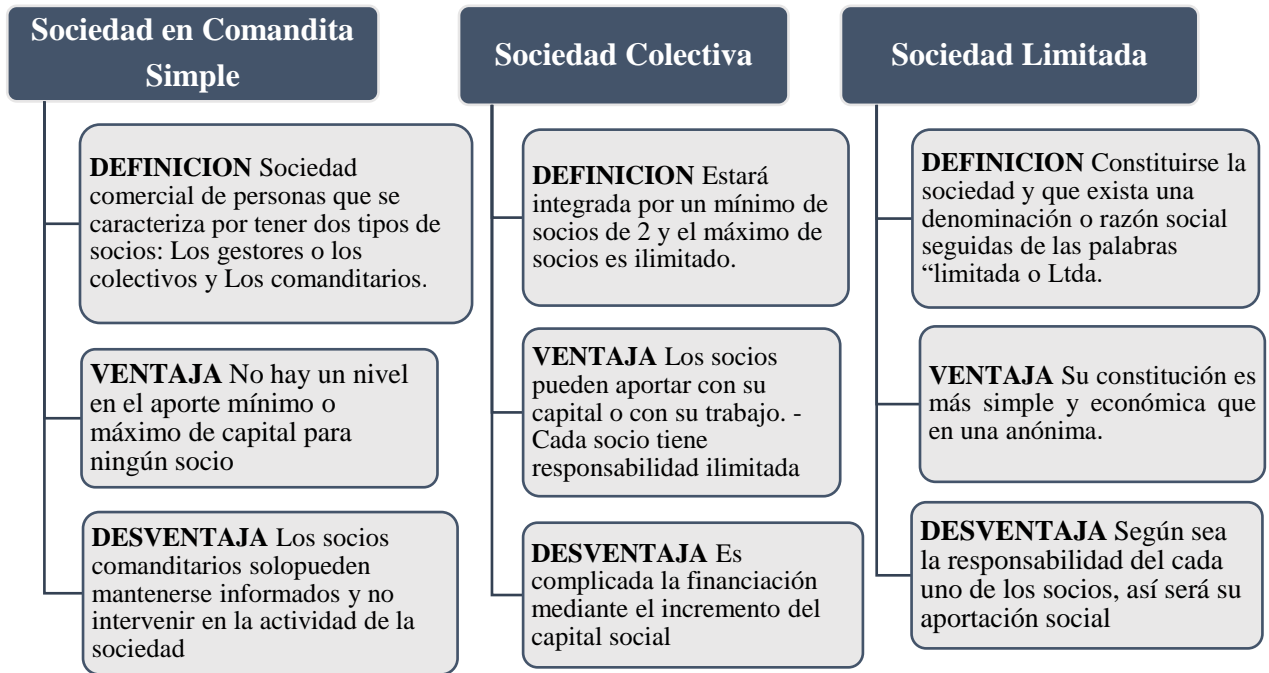 Sociedad en Comandita
Simple
DEFINICION Sociedad
comercial de personas que se
caracteriza por tener dos tipos de
socios: Los gestores o los
colectivos y Los comanditarios.
VENTAJA No hay un nivel
en el aporte mínimo o
máximo de capital para
ningún socio
DESVENTAJA Los socios
comanditarios solopueden
mantenerse informados y no
intervenir en la actividad de la
sociedad
Sociedad Colectiva
DEFINICION Estará
integrada por un mínimo de
socios de 2 y el máximo de
socios es ilimitado.
VENTAJA Los socios
pueden aportar con su
capital o con su trabajo. -
Cada socio tiene
responsabilidad ilimitada
DESVENTAJA Es
complicada la financiación
mediante el incremento del
capital social
Sociedad Limitada
DEFINICION Constituirse la
sociedad y que exista una
denominación o razón social
seguidas de las palabras
“limitada o Ltda.
VENTAJA Su constitución es
más simple y económica que
en una anónima.
DESVENTAJA Según sea
la responsabilidad del cada
uno de los socios, así será su
aportación social